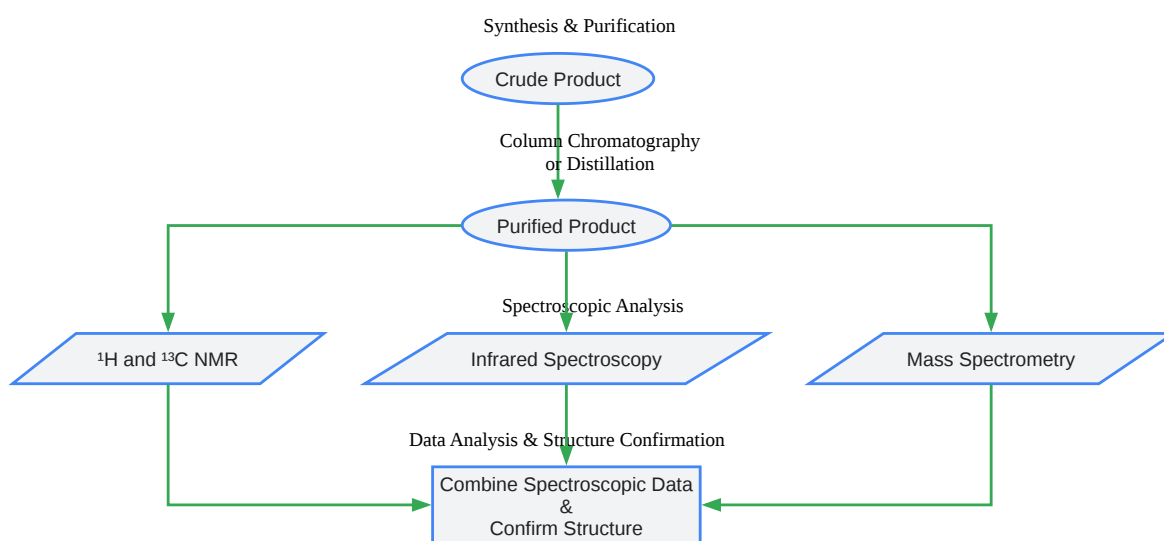 Synthesis & Purification
Crude Product
Column Chromatography
or Distillation
Purified Product
Spectroscopic Analysis
¹H and ¹³C NMR
Infrared Spectroscopy
Mass Spectrometry
Data Analysis & Structure Confirmation
Combine Spectroscopic Data
&
Confirm Structure